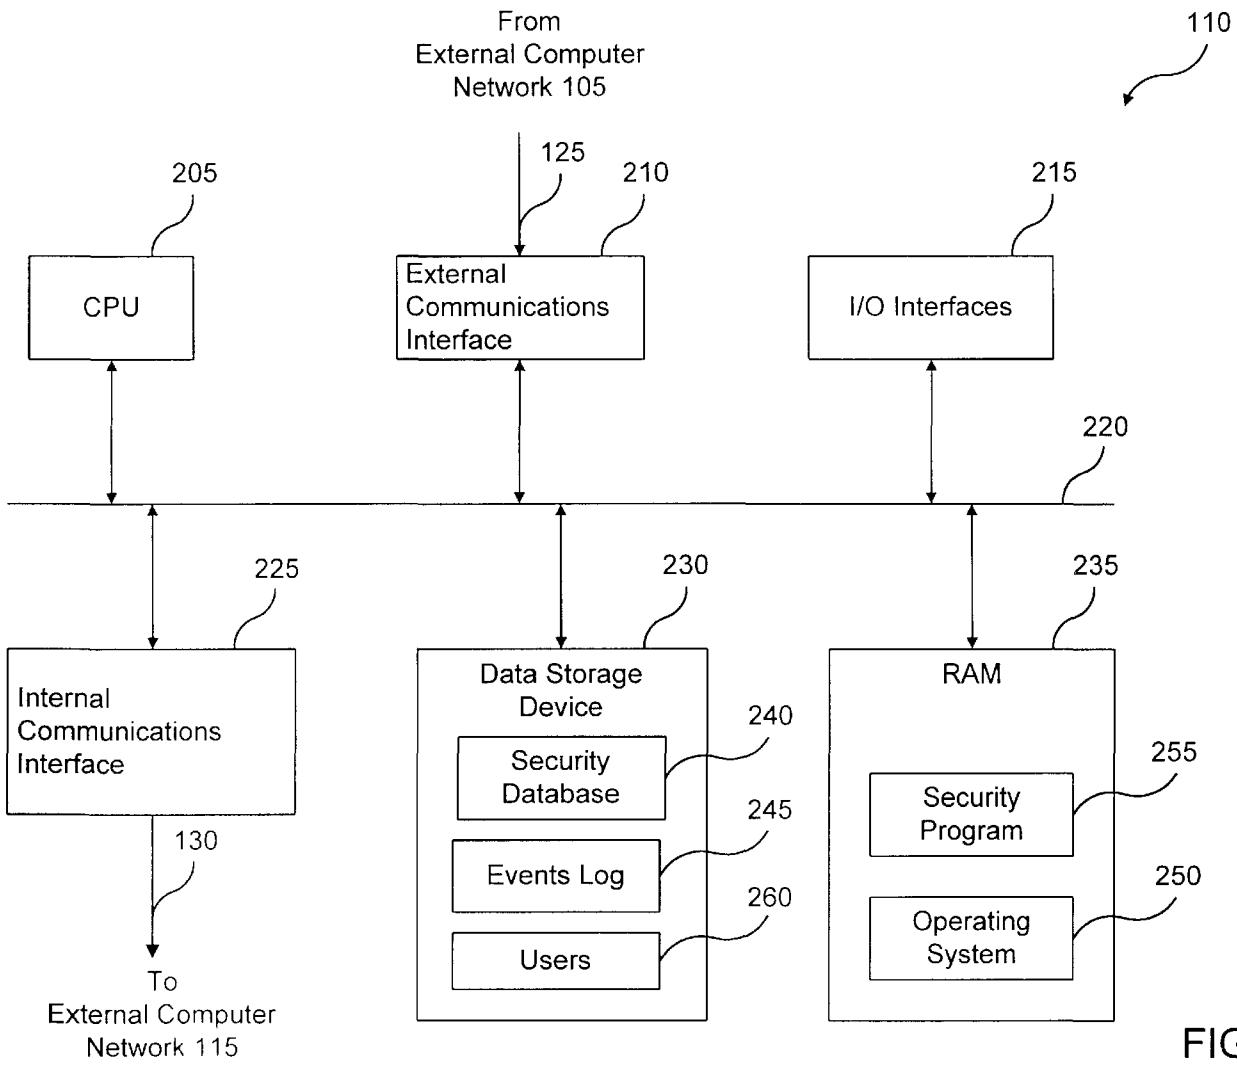 From
External Computer
Network 105
110
125
205
210
215
CPU
External
Communications
Interface
I/O Interfaces
220
225
230
235
Internal
Communications
Interface
Data Storage
Device
RAM
240
Security
Database
255
Security
Program
245
Events Log
130
250
Operating
System
260
Users
To
External Computer
Network 115
FIG